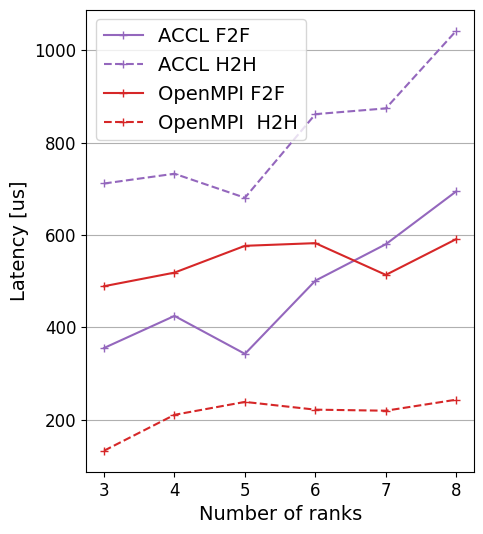 ACCL F2F
ACCL H2H
OpenMPI F2F
OpenMPI  H2H
1000
800
600
400
200
Latency [us]
3 4 5 6 7 8
Number of ranks